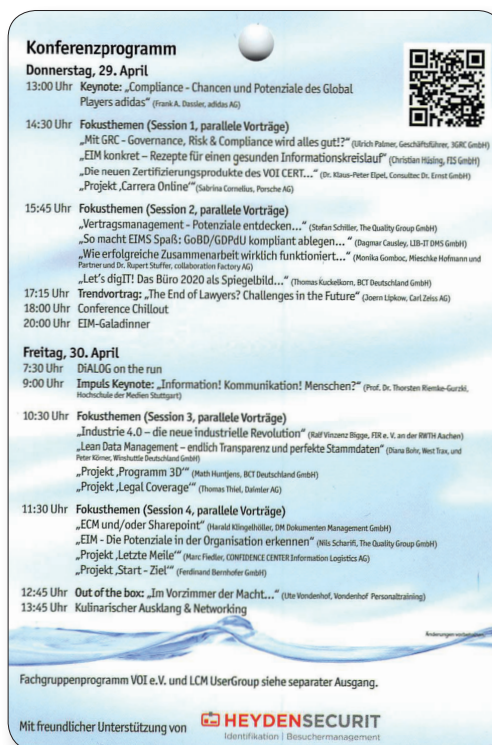 Konferenzprogramm
Donnerstag, 29. April
13:00 Uhr Keynote: „Compliance - Chancen und Potenziale des Global
Players adidas“ (Frank A. Dassler, adidas AG)
14:30 Uhr Fokusthemen (Session 1, parallele Vorträge)
„Mit GRC - Governance, Risk & Compliance wird alles gut!?“ (Ulrich Palmer, Geschäftsführer, 3GRC GmbH)
„EIM konkret – Rezepte für einen gesunden Informationskreislauf“ (Christian Hüsing, FIS GmbH)
„Die neuen Zertifizierungsprodukte des VOI CERT...“ (Dr. Klaus-Peter Elpel, Consultec Dr. Ernst GmbH)
„Projekt ‚Carrera Online‘“ (Sabrina Cornelius, Porsche AG)
15:45 Uhr Fokusthemen (Session 2, parallele Vorträge)
„Vertragsmanagement - Potenziale entdecken...“ (Stefan Schiller, The Quality Group GmbH)
„So macht EIMS Spaß: GoBD/GDPdU kompliant ablegen... “ (Dagmar Causley, LIB-IT DMS GmbH)
„Wie erfolgreiche Zusammenarbeit wirklich funktioniert...“ (Monika Gomboc, Mieschke Hofmann und
Partner und Dr. Rupert Stuffer, collaboration Factory AG)
„Let’s digIT! Das Büro 2020 als Spiegelbild...“ (Thomas Kuckelkorn, BCT Deutschland GmbH)
17:15 Uhr Trendvortrag: „The End of Lawyers? Challenges in the Future“ (Joern Lipkow, Carl Zeiss AG)
18:00 Uhr Conference Chillout
20:00 Uhr EIM-Galadinner
Freitag, 30. April
7:30 Uhr DiALOG on the run
9:00 Uhr Impuls Keynote: „Information! Kommunikation! Menschen?“ (Prof. Dr. Thorsten Riemke-Gurzki,
Hochschule der Medien Stuttgart)
10:30 Uhr Fokusthemen (Session 3, parallele Vorträge)
„Industrie 4.0 – die neue industrielle Revolution“ (Ralf Vinzenz Bigge, FIR e. V. an der RWTH Aachen)
„Lean Data Management – endlich Transparenz und perfekte Stammdaten“ (Diana Bohr, West Trax, und
Peter Körner, Winshuttle Deutschland GmbH)
„Projekt ‚Programm 3D‘“ (Math Huntjens, BCT Deutschland GmbH)
„Projekt ‚Legal Coverage‘“ (Thomas Thiel, Daimler AG)
11:30 Uhr Fokusthemen (Session 4, parallele Vorträge)
„ECM und/oder Sharepoint“ (Harald Klingelhöller, DM Dokumenten Management GmbH)
„EIM - Die Potenziale in der Organisation erkennen“ (Nils Scharifi, The Quality Group GmbH)
„Projekt ‚Letzte Meile‘“ (Marc Fiedler, CONFIDENCE CENTER Information Logistics AG)
„Projekt ‚Start - Ziel‘“ (Ferdinand Bernhofer GmbH)
12:45 Uhr Out of the box: „Im Vorzimmer der Macht...“ (Ute Vondenhof, Vondenhof Personaltraining)
13:45 Uhr Kulinarischer Ausklang & Networking
Änderungen vorbehalten.
Fachgruppenprogramm VOI e.V. und LCM UserGroup siehe separater Ausgang.
Mit freundlicher Unterstützung von HEYDENSECURIT
Identifikation | Besuchermanagement